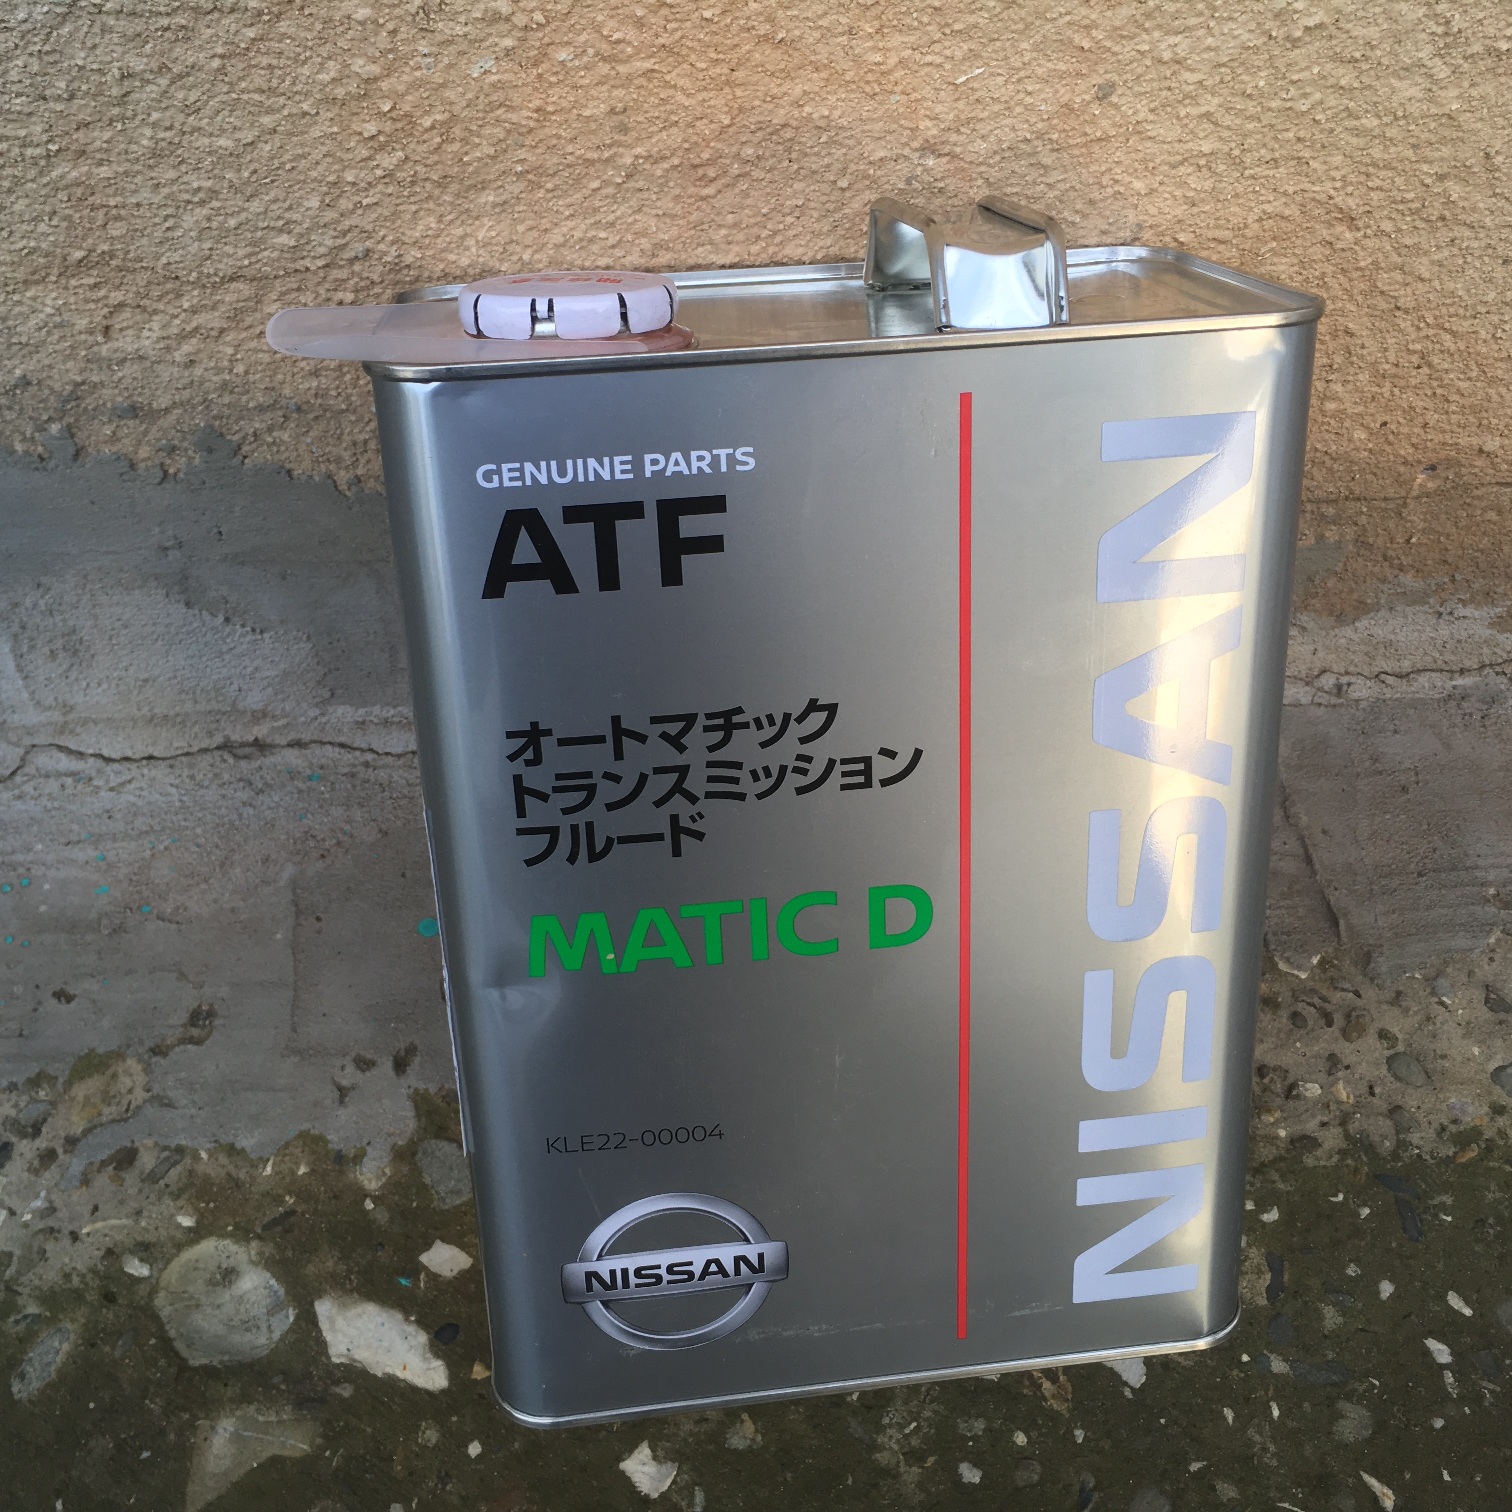 GENUINE PARTS
ATF
オートマチック
トランスミッション
フルード
MATIC D
KLE22-00004
NISSAN
NISSAN